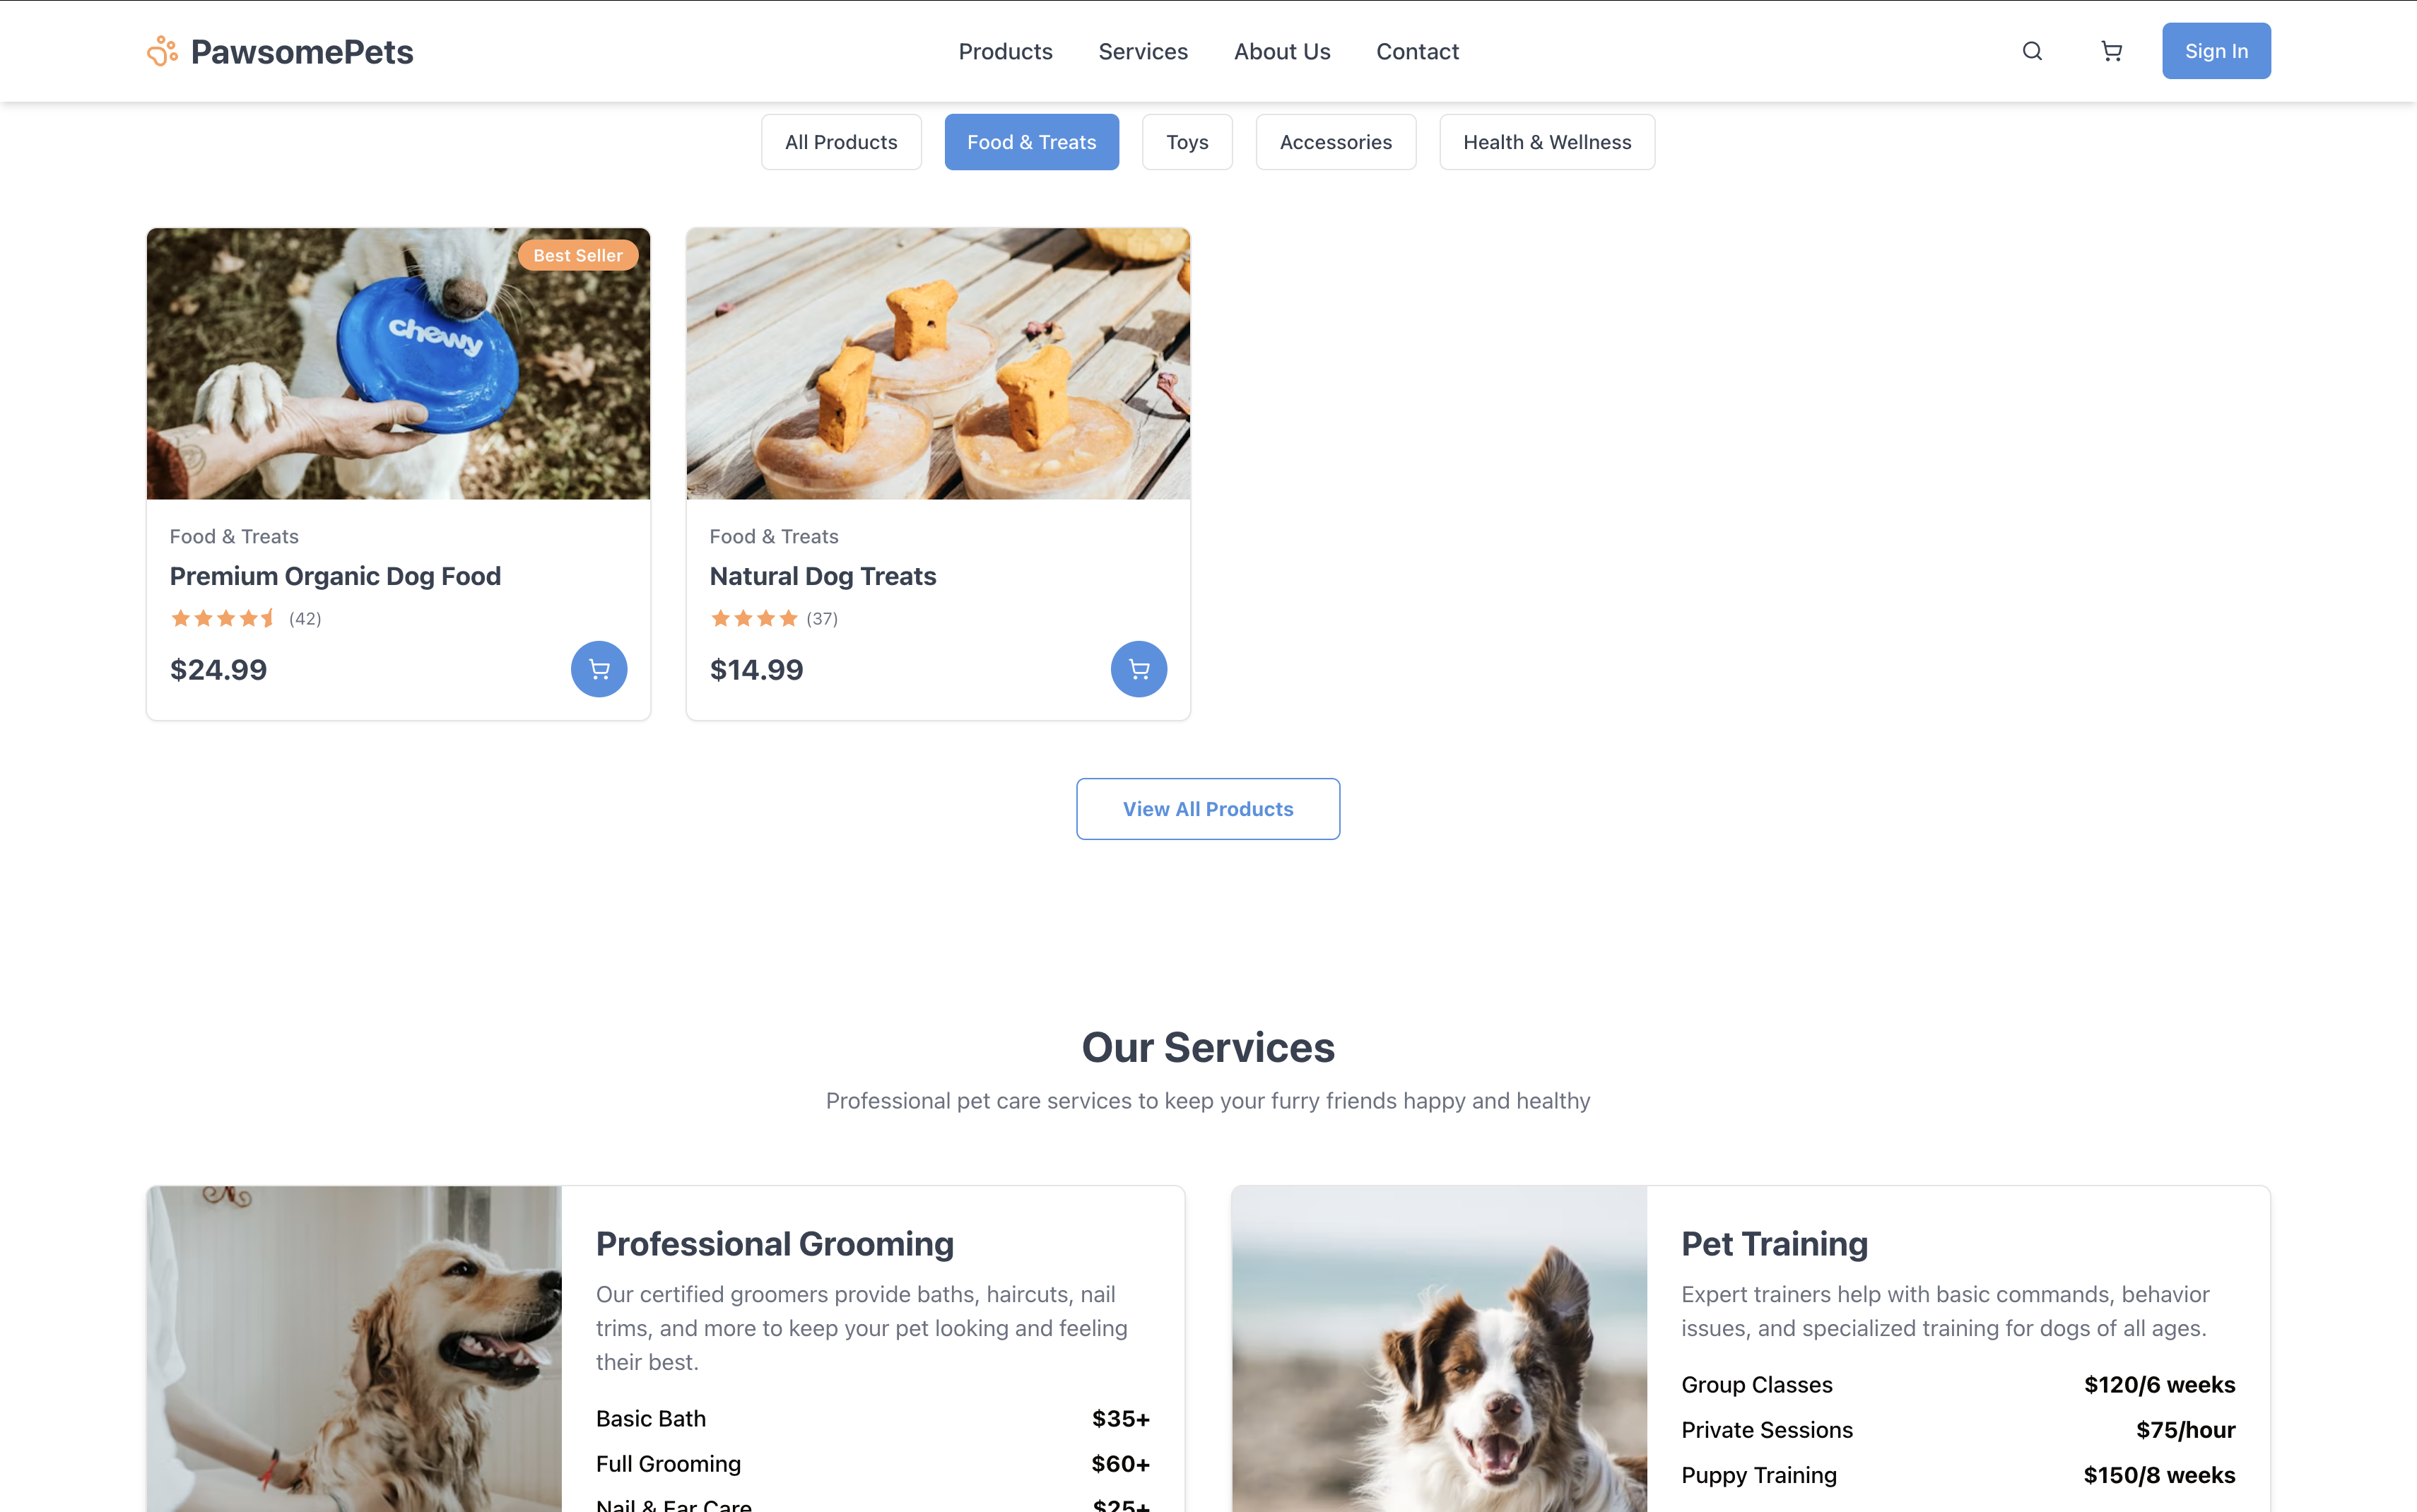 PawsomePets
Products
Services
About Us
Contact
Sign In
All Products
Food & Treats
Toys
Accessories
Health & Wellness
Best Seller
chewy
Food & Treats
Premium Organic Dog Food
(42)
$24.99
Food & Treats
Natural Dog Treats
(37)
$14.99
View All Products
Our Services
Professional pet care services to keep your furry friends happy and healthy
Professional Grooming
Our certified groomers provide baths, haircuts, nail
trims, and more to keep your pet looking and feeling
their best.
Basic Bath $35+
Full Grooming $60+
Nail & Ear Care $25+
Pet Training
Expert trainers help with basic commands, behavior
issues, and specialized training for dogs of all ages.
Group Classes $120/6 weeks
Private Sessions $75/hour
Puppy Training $150/8 weeks